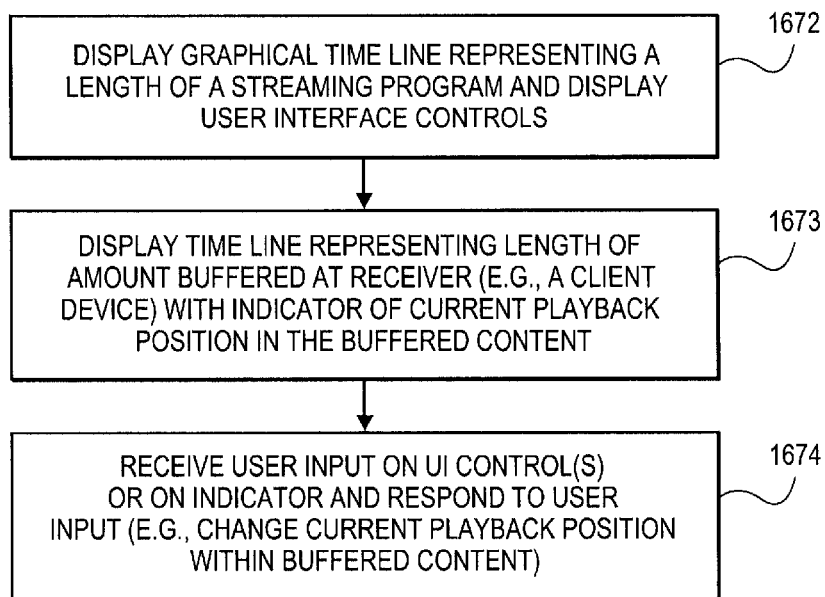 DISPLAY GRAPHICAL TIME LINE REPRESENTING A
LENGTH OF A STREAMING PROGRAM AND DISPLAY
USER INTERFACE CONTROLS
1672
DISPLAY TIME LINE REPRESENTING LENGTH OF
AMOUNT BUFFERED AT RECEIVER (E.G., A CLIENT
DEVICE) WITH INDICATOR OF CURRENT PLAYBACK
POSITION IN THE BUFFERED CONTENT
1673
RECEIVE USER INPUT ON UI CONTROL(S)
OR ON INDICATOR AND RESPOND TO USER
INPUT (E.G., CHANGE CURRENT PLAYBACK POSITION
WITHIN BUFFERED CONTENT)
1674